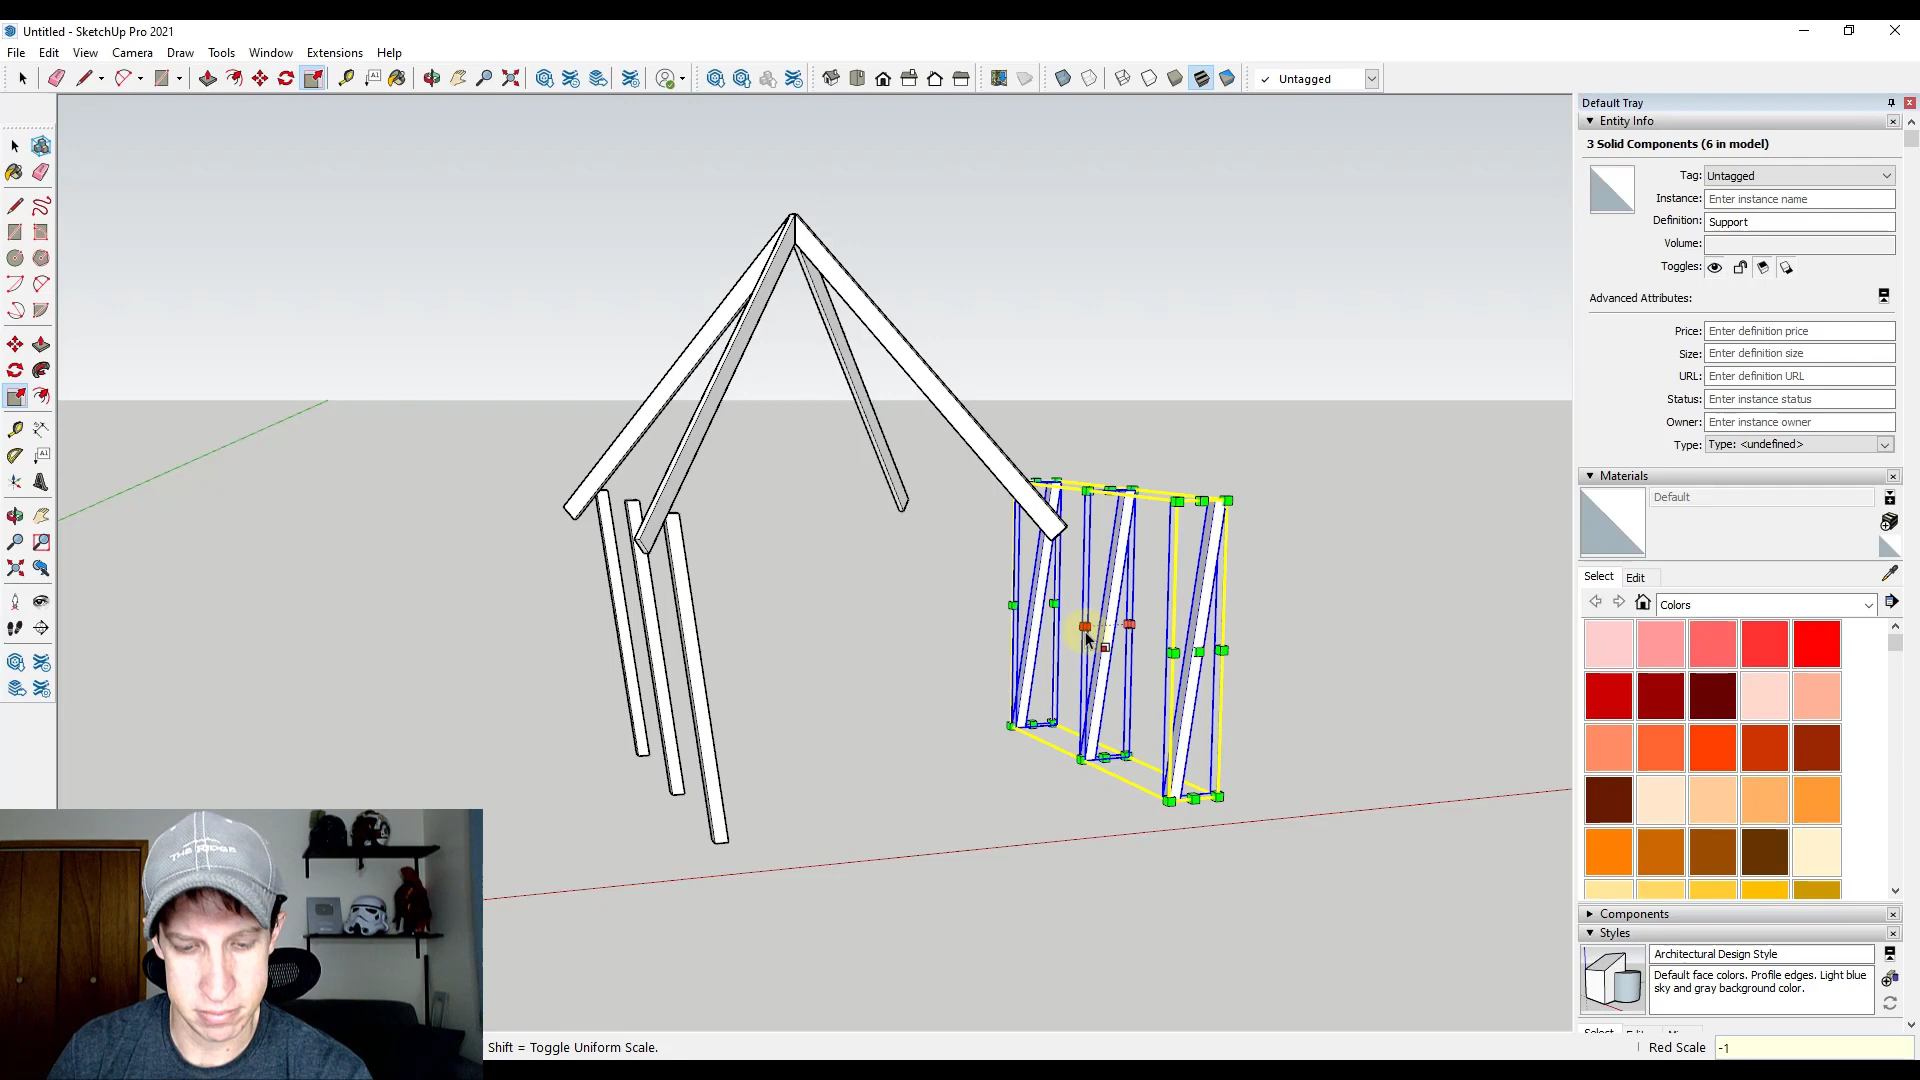 Untitled - SketchUp Pro 2021
File Edit View Camera Draw Tools Window Extensions Help
A1
✓ Untagged
Default Tray
Entity Info
3 Solid Components (6 in model)
Tag: Untagged
Instance: Enter instance name
Definition: Support
Volume:
Toggles:
Advanced Attributes:
Price: Enter definition price
Size: Enter definition size
URL: Enter definition URL
Status: Enter instance status
Owner: Enter instance owner
Type: Type: <undefined>
Materials
Default
Select Edit
Colors
A1
Components
Styles
Architectural Design Style
Default face colors. Profile edges. Light blue
sky and gray background color.
THE RIDGE
Shift = Toggle Uniform Scale.
Red Scale -1